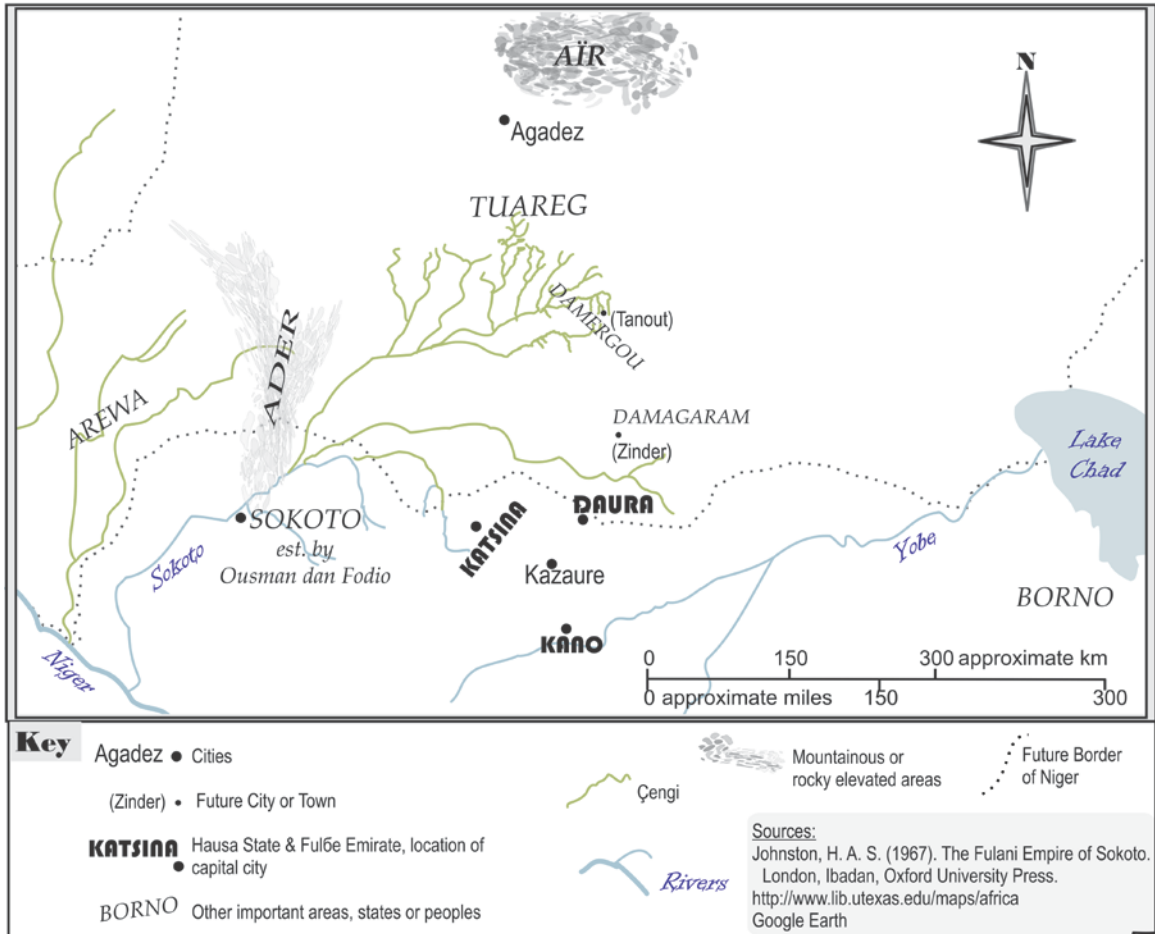 AÏR
N
Agadez
TUAREG
DAMERGOU
(Tanout)
ADER
AREWA
DAMAGARAM
(Zinder)
Lake
Chad
KATSINA
ĐAURA
SOKOTO
est. by
Ousman dan Fodio
Sokoto
Kazaure
Yobe
BORNO
KANO
Niger
0 150 300 approximate km
0 approximate miles 150 300
Key
Agadez Cities
(Zinder) Future City or Town
KATSINA Hausa State & Fulɓe Emirate, location of
capital city
BORNO Other important areas, states or peoples
Çengi
Rivers
Mountainous or
rocky elevated areas
Future Border
of Niger
Sources:
Johnston, H. A. S. (1967). The Fulani Empire of Sokoto.
London, Ibadan, Oxford University Press.
http://www.lib.utexas.edu/maps/africa
Google Earth